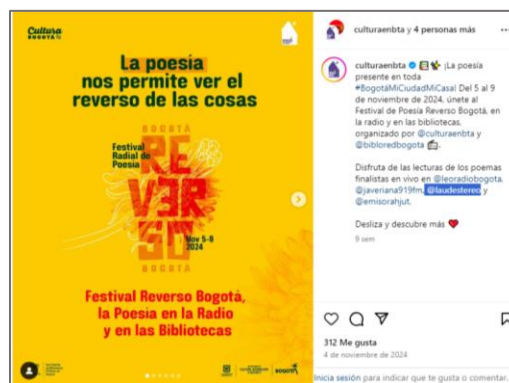 Cultura
BOGOTÁ
La poesía
nos permite ver el
reverso de las cosas
BOGOTÁ
Festival
Radial de
Poesía
REVERSO
Nov 5-9
2024
BOGOTÁ
Festival Reverso Bogotá,
la Poesía en la Radio
y en las Bibliotecas
BOGOTÁ
culturaenbta y 4 personas más
culturaenbta ¡La poesía
presente en toda
#BogotáMiCiudadMiCasa! Del 5 al 9
de noviembre de 2024, únete al
Festival de Poesía Reverso Bogotá, en
la radio y en las bibliotecas,
organizado por @culturaenbta y
@bibloredbogota
Disfruta de las lecturas de los poemas
finalistas en vivo en @leoradiobogota,
@javeriana919fm, @laudestereo y
@emisorahjut.
Desliza y descubre más
9 sem
312 Me gusta
4 de noviembre de 2024
Inicia sesión para indicar que te gusta o comentar.